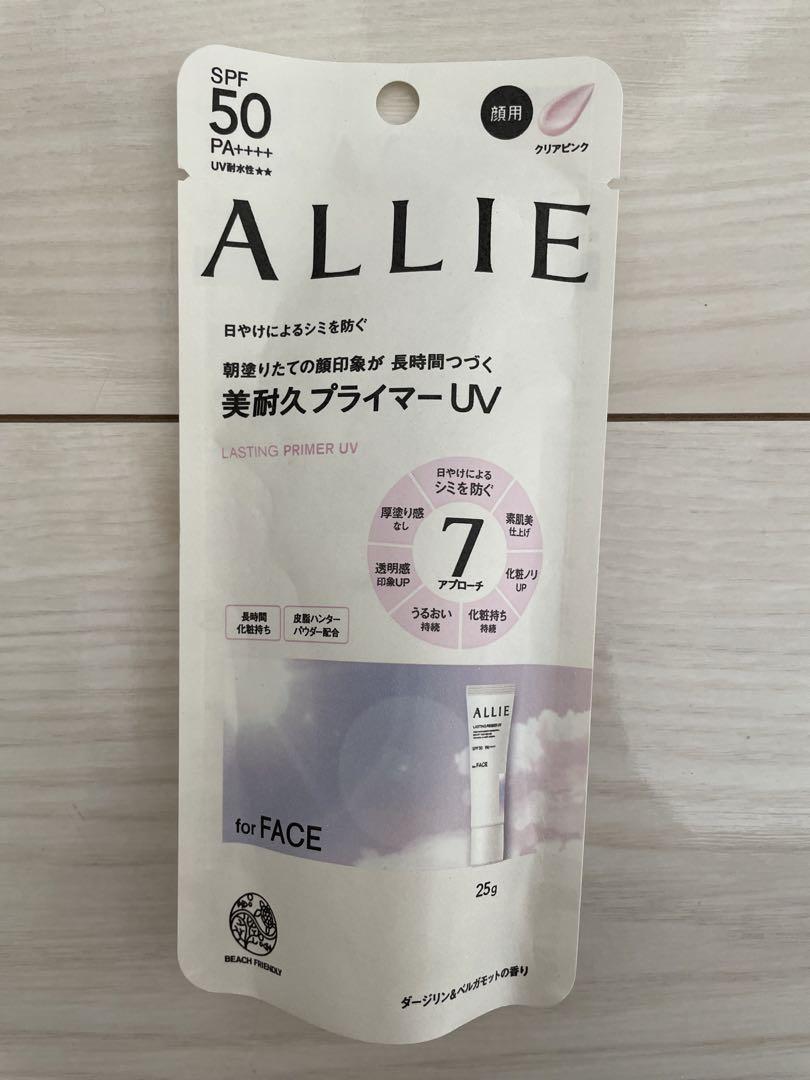 SPF
50
PA++++
UV耐水性★★
顔用
クリアピンク
ALLIE
日やけによるシミを防ぐ
朝塗りたての顔印象が 長時間つづく
美耐久プライマーUV
LASTING PRIMER UV
日やけによる
シミを防ぐ
素肌美
仕上げ
化粧ノリ
UP
化粧持ち
持続
うるおい
持続
透明感
印象UP
厚塗り感
なし
7
アプローチ
長時間
化粧持ち
皮脂ハンター
パウダー配合
ALLIE
LASTING PRIMER UV
SPF50 PA++++
for FACE
for FACE
25g
BEACH FRIENDLY
ダージリン&ベルガモットの香り